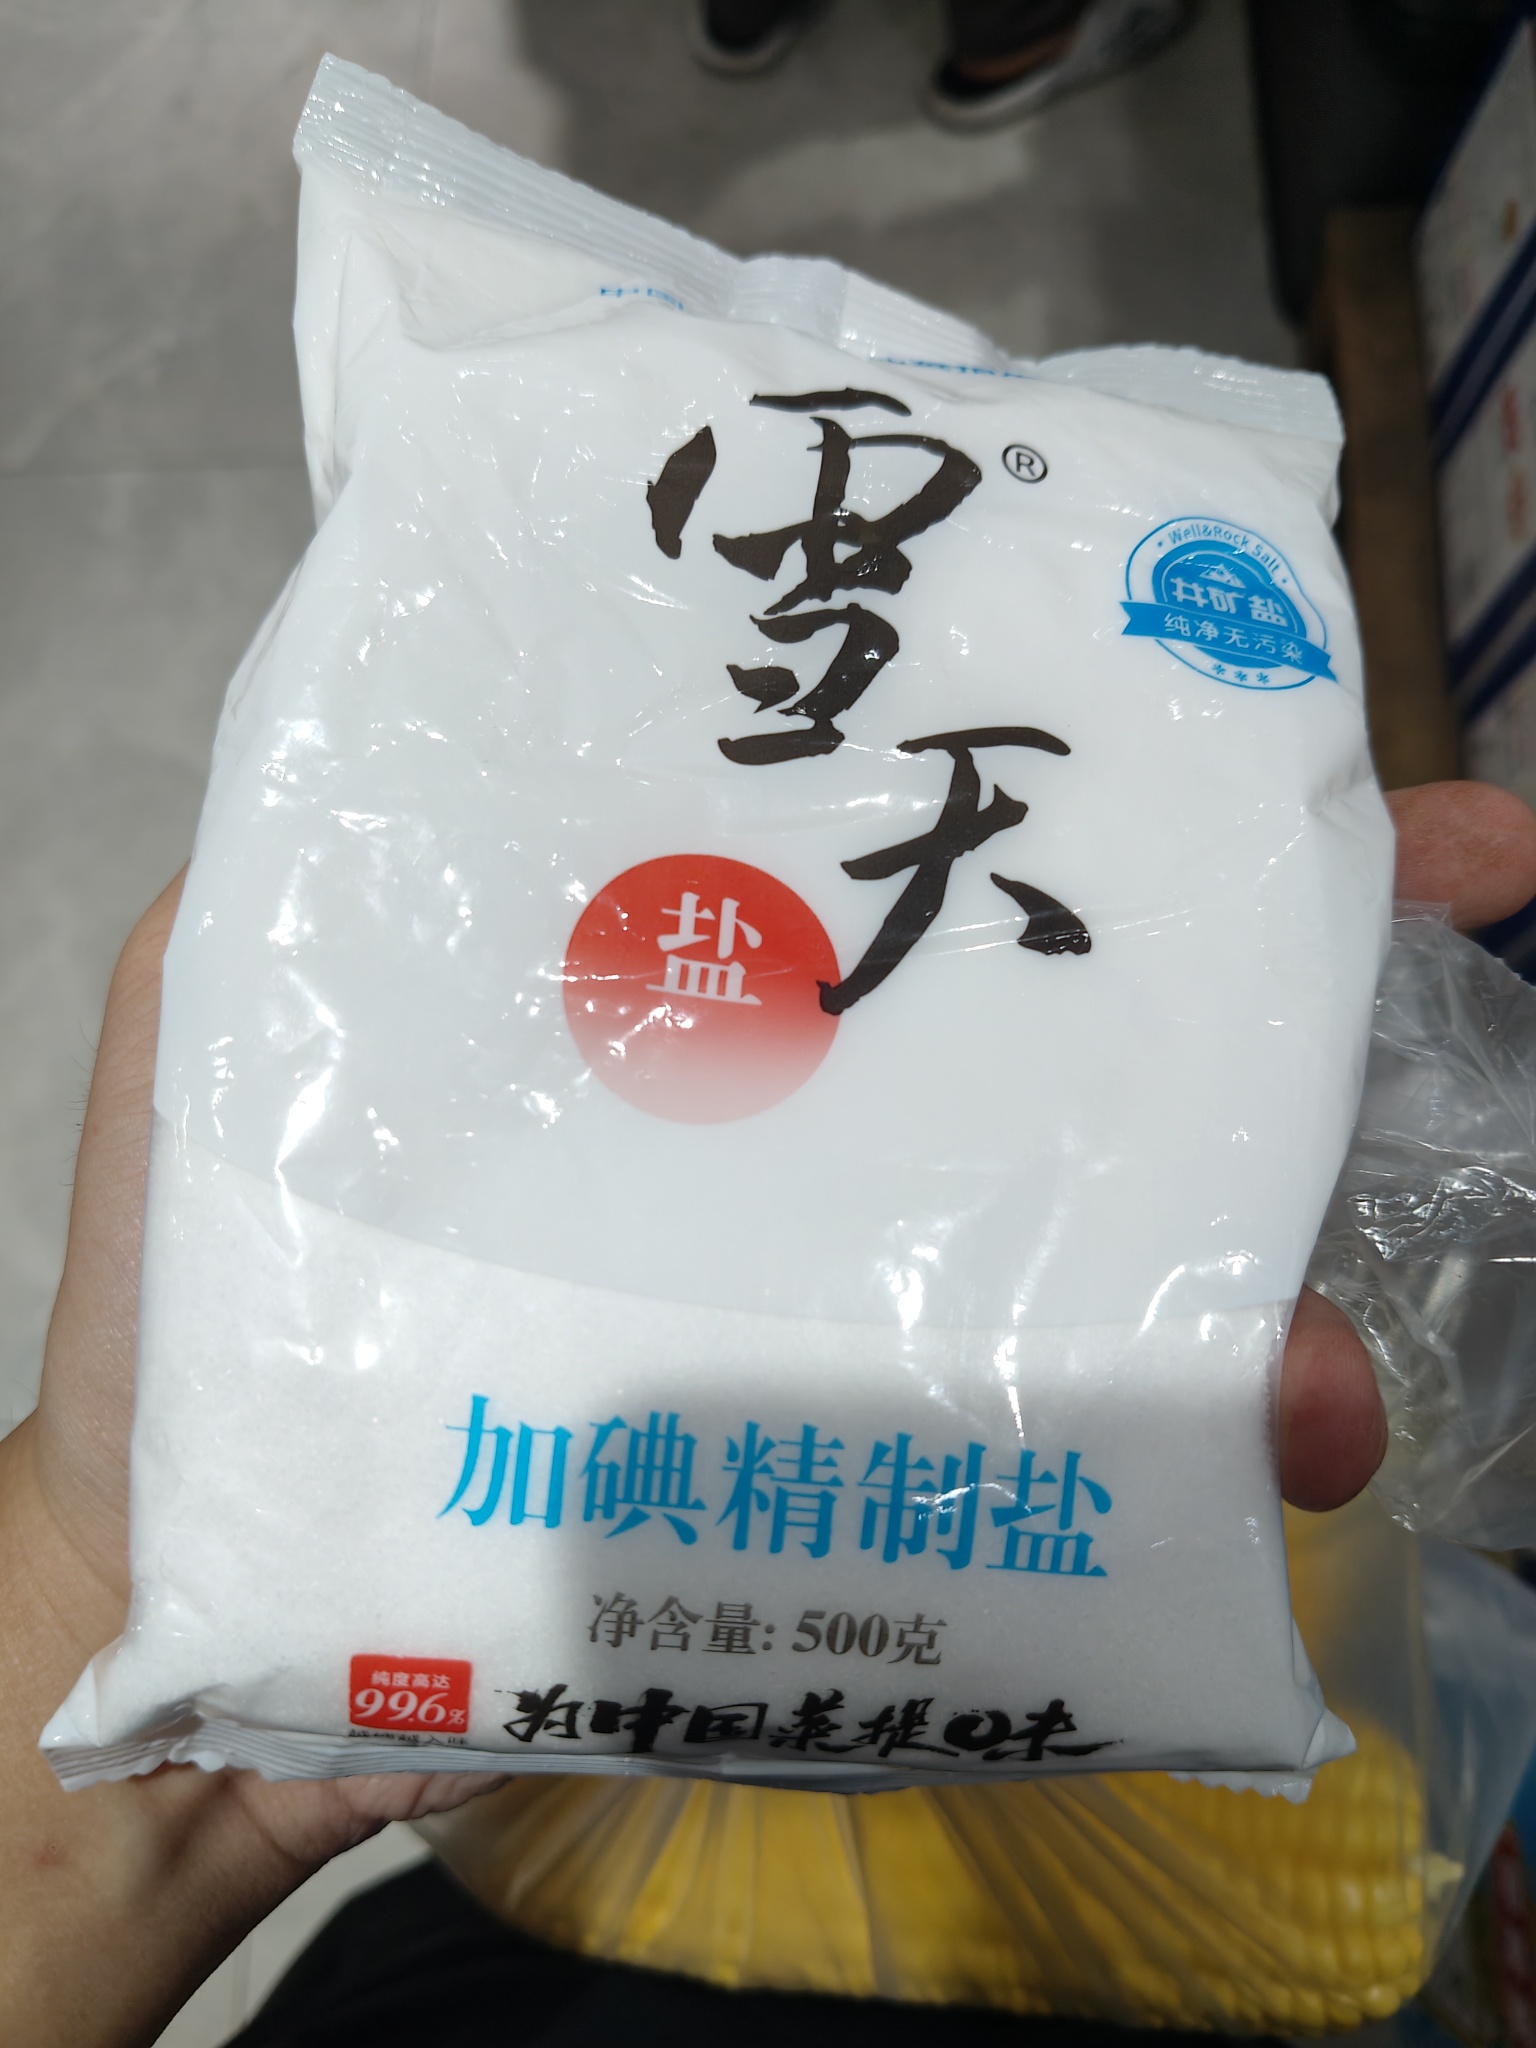 中国
雪天
®
Well&Rock Salt
井矿盐
纯净无污染
盐
加碘精制盐
净含量: 500克
纯度高达
99.6%
为中国菜提味